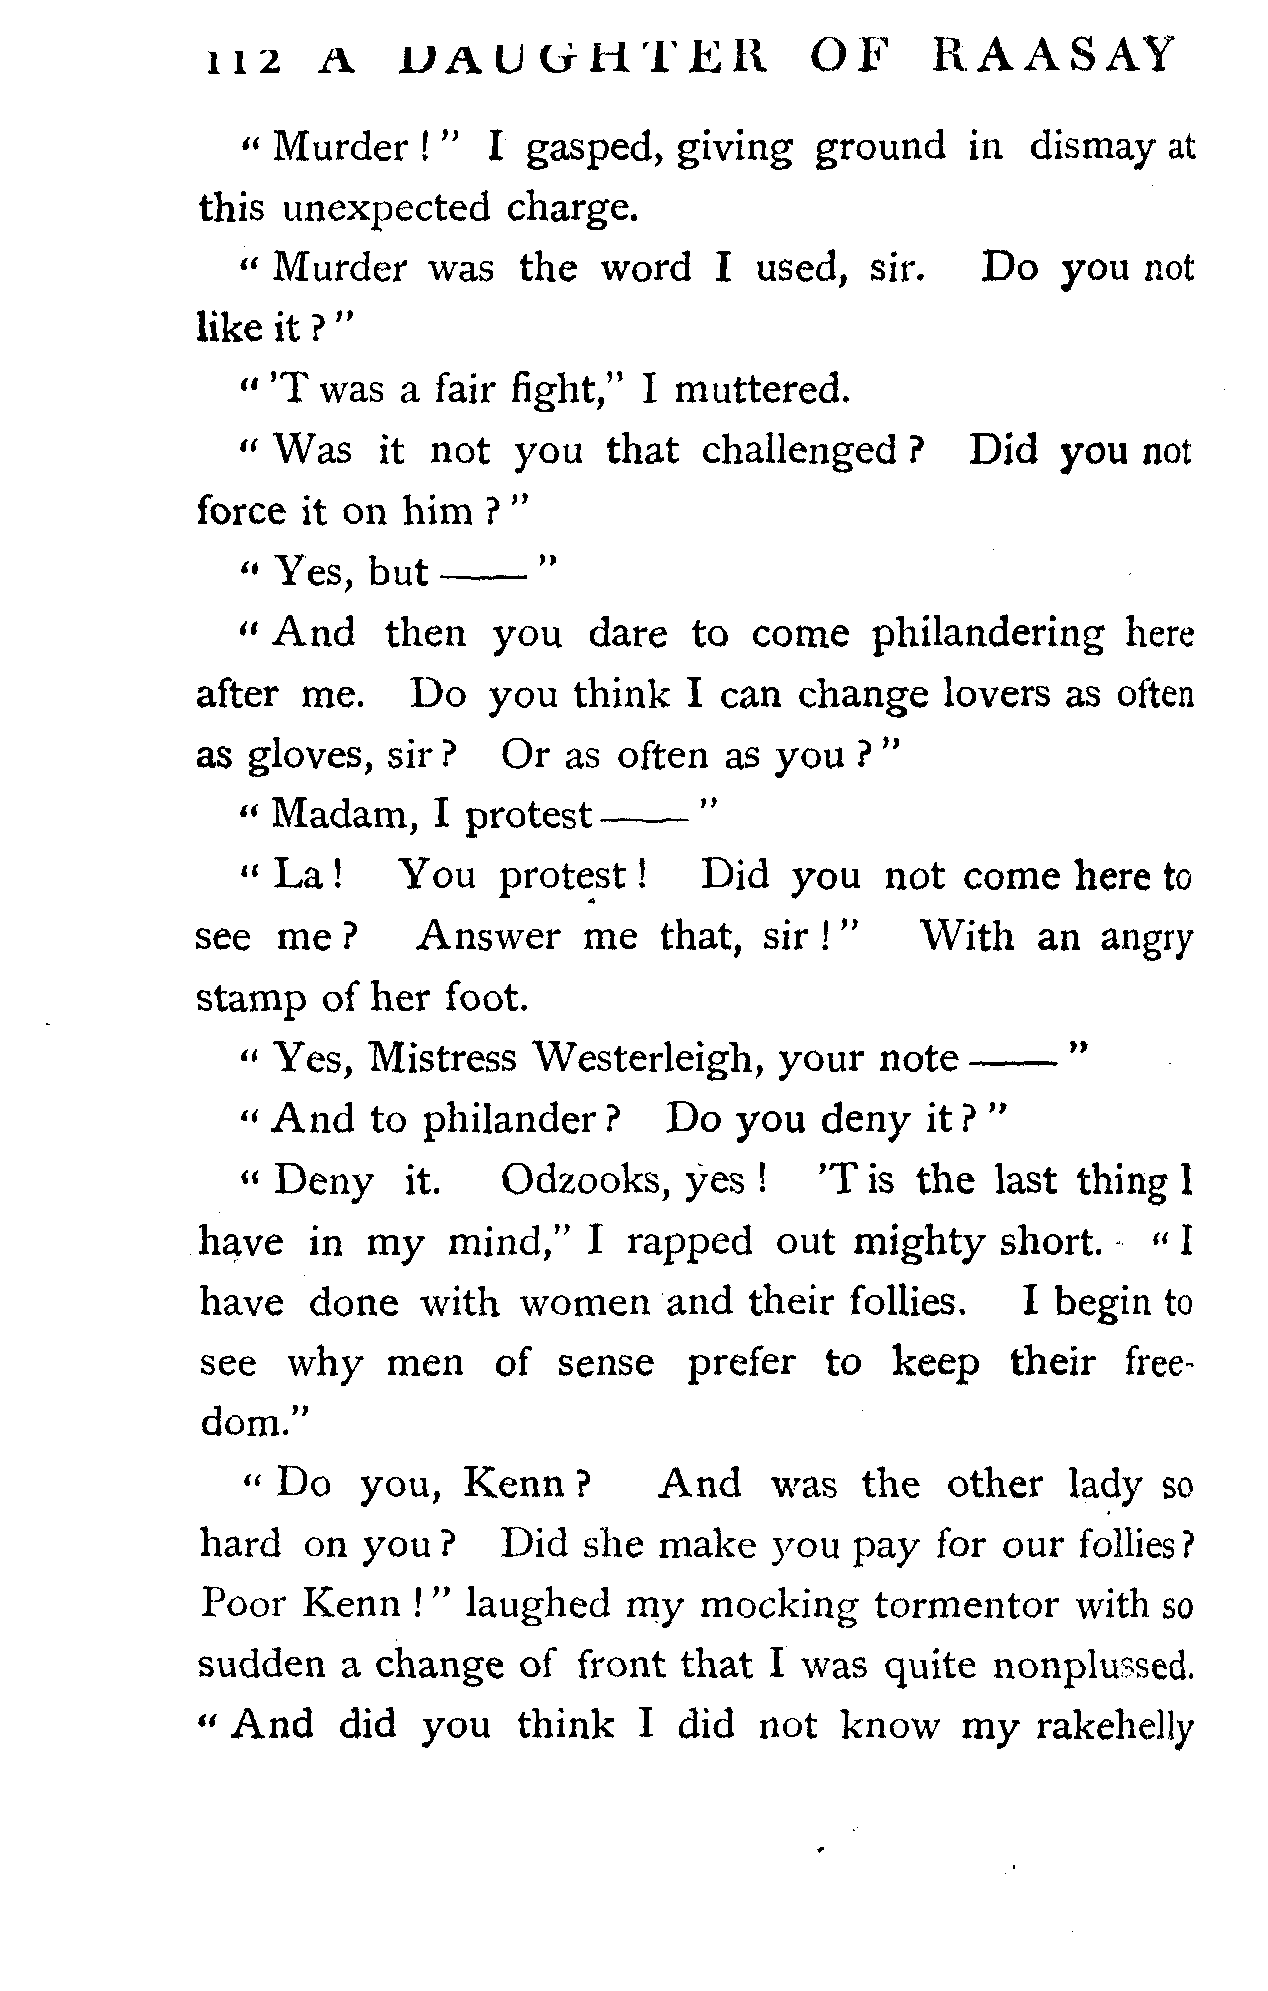 112 A DAUGHTER OF RAASAY
“ Murder ! ” I gasped, giving ground in dismay at
this unexpected charge.
“ Murder was the word I used, sir. Do you not
like it ? ”
“ ’T was a fair fight,” I muttered.
“ Was it not you that challenged ? Did you not
force it on him ? ”
“ Yes, but —— ”
“ And then you dare to come philandering here
after me. Do you think I can change lovers as often
as gloves, sir ? Or as often as you ? ”
“ Madam, I protest —— ”
“ La ! You protest ! Did you not come here to
see me ? Answer me that, sir ! ” With an angry
stamp of her foot.
“ Yes, Mistress Westerleigh, your note —— ”
“ And to philander ? Do you deny it ? ”
“ Deny it. Odzooks, yes ! ’T is the last thing I
have in my mind,” I rapped out mighty short. “ I
have done with women and their follies. I begin to
see why men of sense prefer to keep their free-
dom.”
“ Do you, Kenn ? And was the other lady so
hard on you ? Did she make you pay for our follies ?
Poor Kenn ! ” laughed my mocking tormentor with so
sudden a change of front that I was quite nonplussed.
“ And did you think I did not know my rakehelly